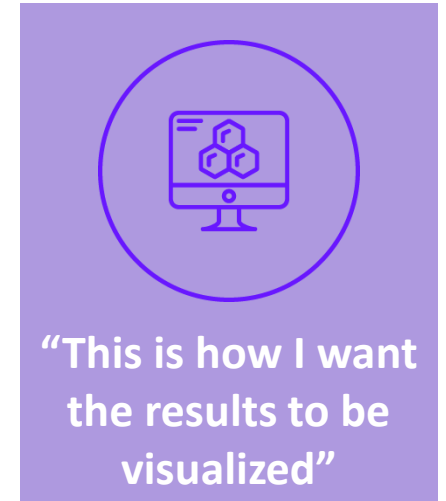 “This is how I want
the results to be
visualized”